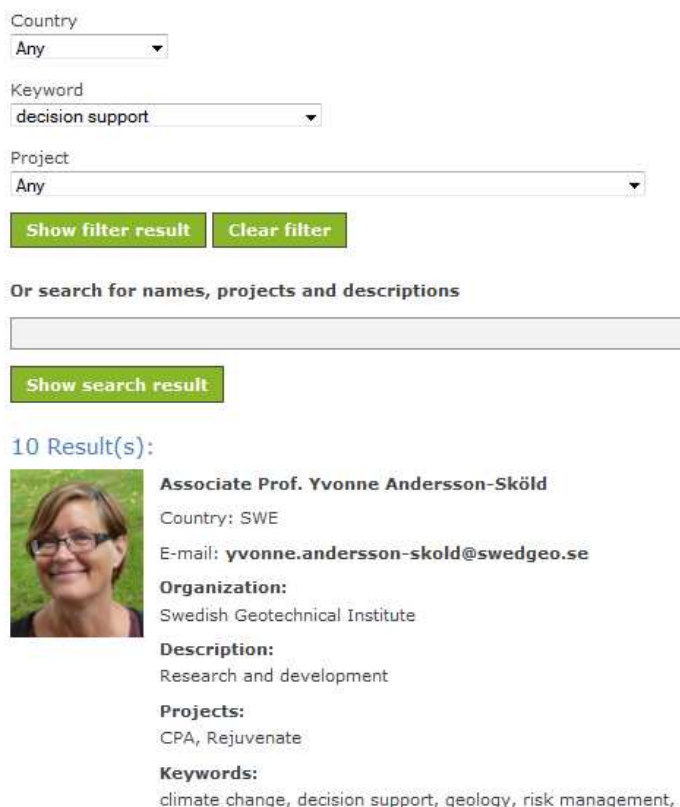 Country
Any
Keyword
decision support
Project
Any
Show filter result Clear filter
Or search for names, projects and descriptions
Show search result
10 Result(s):
Associate Prof. Yvonne Andersson-Sköld
Country: SWE
E-mail: yvonne.andersson-skold@swedgeo.se
Organization:
Swedish Geotechnical Institute
Description:
Research and development
Projects:
CPA, Rejuvenate
Keywords:
climate change, decision support, geology, risk management,